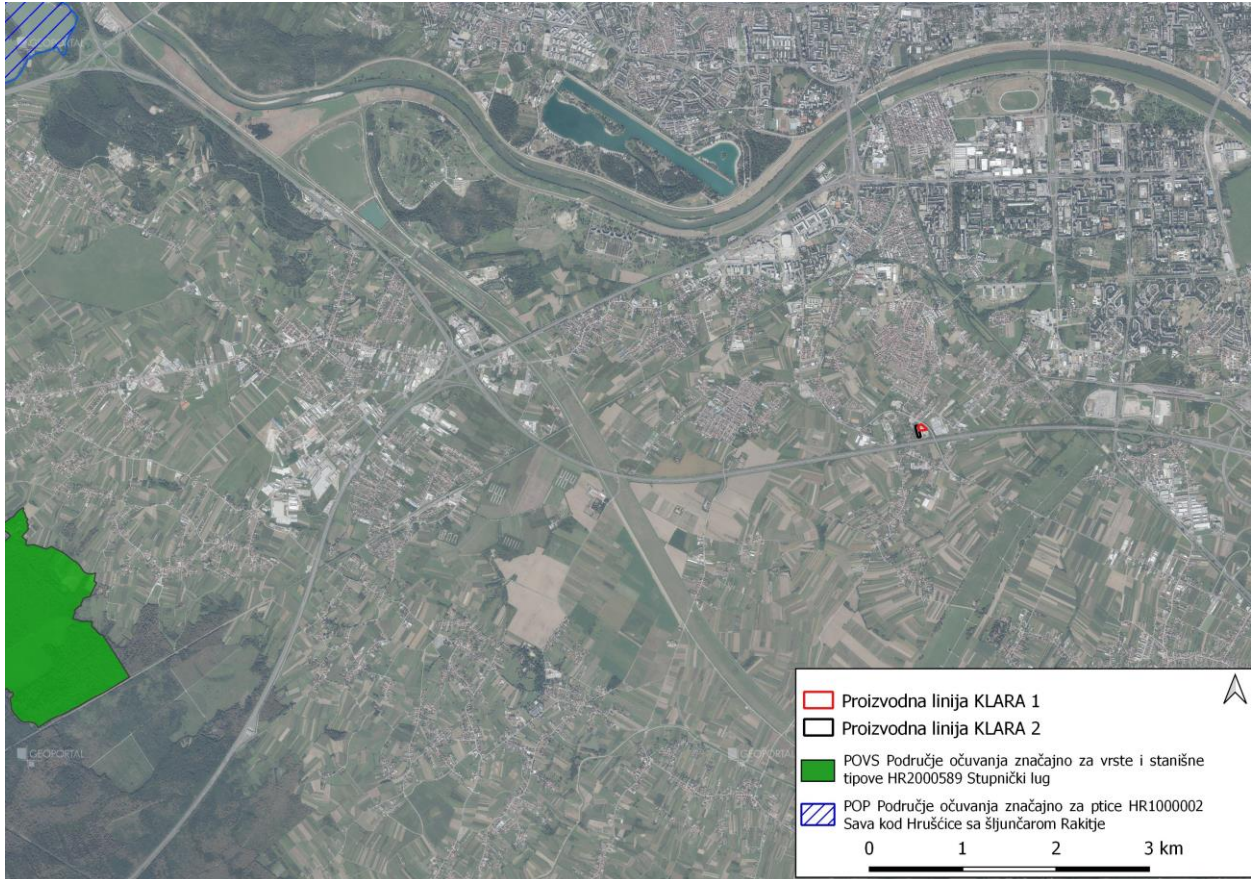 GEOPORTAL
Proizvodna linija KLARA 1
Proizvodna linija KLARA 2
POVS Područje očuvanja značajno za vrste i stanišne
tipove HR2000589 Stupnički lug
POP Područje očuvanja značajno za ptice HR1000002
Sava kod Hrušćice sa šljunčarom Rakitje
0 1 2 3 km
GEOPORTAL
GEOPORTAL